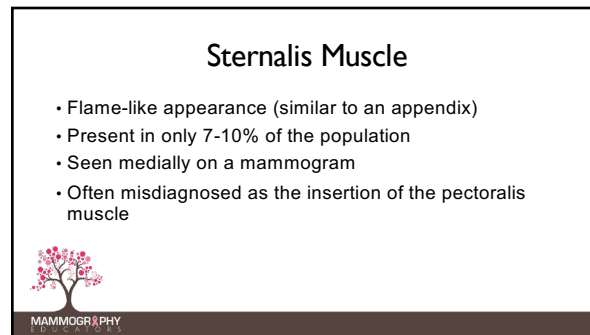 Sternalis Muscle
• Flame-like appearance (similar to an appendix)
• Present in only 7-10% of the population
• Seen medially on a mammogram
• Often misdiagnosed as the insertion of the pectoralis
muscle
MAMMOGRAPHY
EDUCATORS